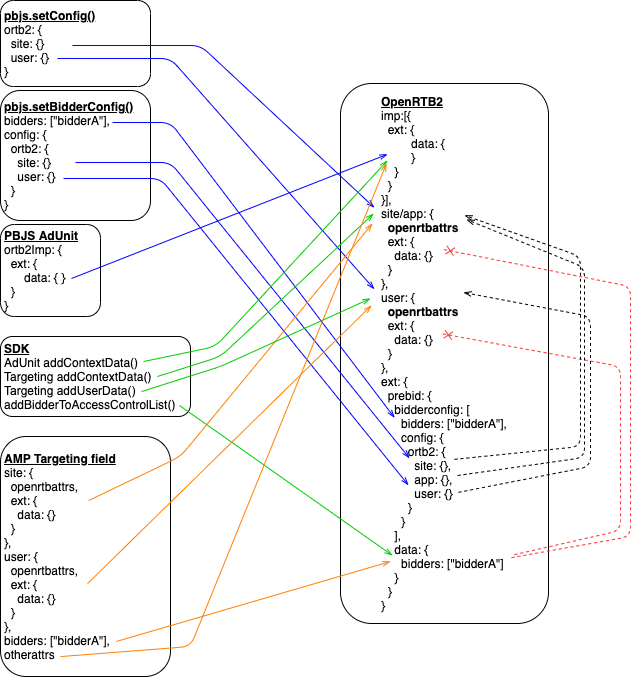 pbjs.setConfig()
ortb2: {
site: {}
user: {}
}
pbjs.setBidderConfig()
bidders: ["bidderA"],
config: {
ortb2: {
site: {}
user: {}
}
}
PBJS AdUnit
ortb2Imp: {
ext: {
data: { }
}
}
SDK
AdUnit addContextData()
Targeting addContextData()
Targeting addUserData()
addBidderToAccessControlList()
AMP Targeting field
site: {
openrtbattrs,
ext: {
data: {}
}
},
user: {
openrtbattrs,
ext: {
data: {}
}
},
bidders: ["bidderA"],
otherattrs
OpenRTB2
imp:[{
ext: {
data: {
}
}
}
}],
site/app: {
openrtbattrs
ext: {
data: {}
}
},
user: {
openrtbattrs
ext: {
data: {}
}
},
ext: {
prebid: {
bidderconfig: [
bidders: ["bidderA"],
config: {
ortb2: {
site: {},
app: {},
user: {}
}
}
],
data: {
bidders: ["bidderA"]
}
}
}